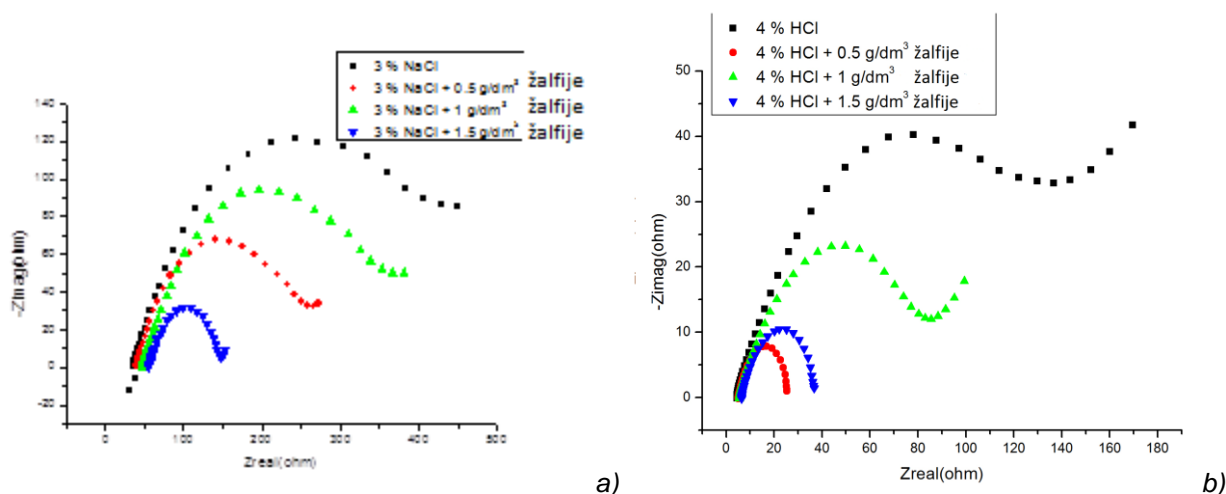 3 % NaCl
3 % NaCl + 0.5 g/dm³ žalfije
3 % NaCl + 1 g/dm³ žalfije
3 % NaCl + 1.5 g/dm³ žalfije
140
120
100
80
60
40
20
0
-20
-Zimag(ohm)
0 100 200 300 400 500
Zreal(ohm)
a)
4 % HCl
4 % HCl + 0.5 g/dm³ žalfije
4 % HCl + 1 g/dm³ žalfije
4 % HCl + 1.5 g/dm³ žalfije
50
40
30
20
10
0
-Zimag(ohm)
0 20 40 60 80 100 120 140 160 180
Zreal(ohm)
b)